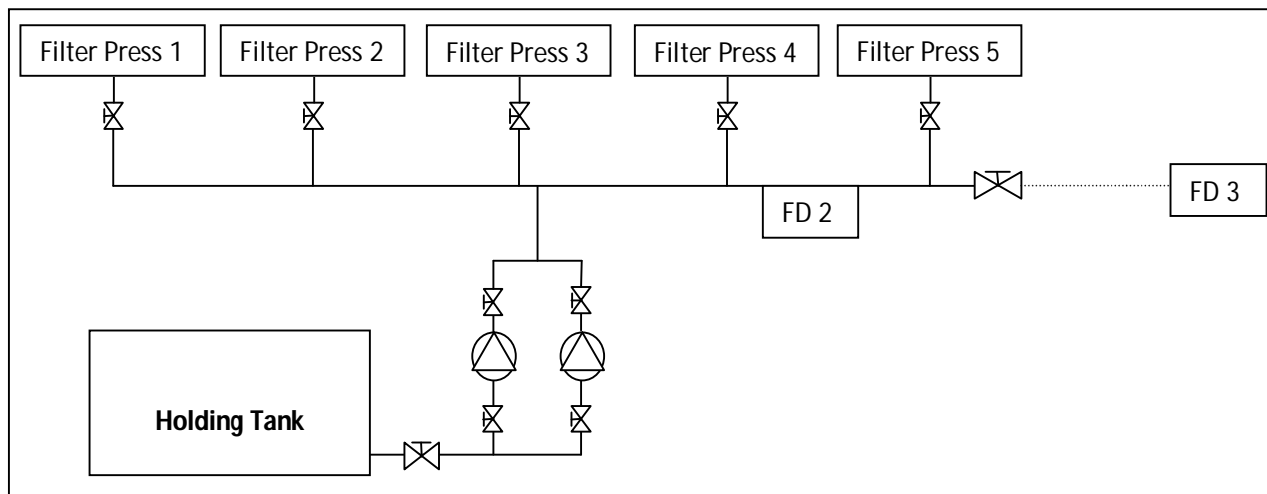 Filter Press 1
Filter Press 2
Filter Press 3
Filter Press 4
Filter Press 5
FD 2
FD 3
Holding Tank